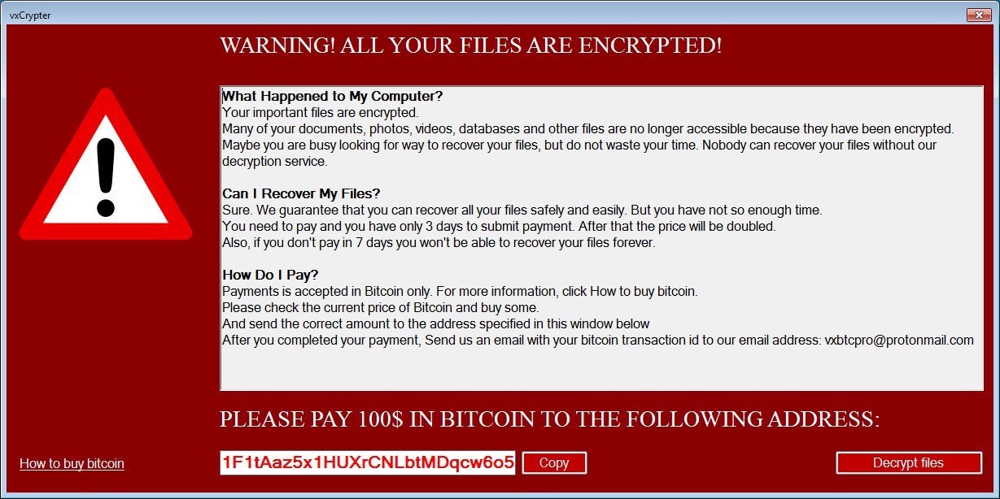 vxCrypter
WARNING! ALL YOUR FILES ARE ENCRYPTED!
What Happened to My Computer?
Your important files are encrypted.
Many of your documents, photos, videos, databases and other files are no longer accessible because they have been encrypted.
Maybe you are busy looking for way to recover your files, but do not waste your time. Nobody can recover your files without our
decryption service.
Can I Recover My Files?
Sure. We guarantee that you can recover all your files safely and easily. But you have not so enough time.
You need to pay and you have only 3 days to submit payment. After that the price will be doubled.
Also, if you don't pay in 7 days you won't be able to recover your files forever.
How Do I Pay?
Payments is accepted in Bitcoin only. For more information, click How to buy bitcoin.
Please check the current price of Bitcoin and buy some.
And send the correct amount to the address specified in this window below
After you completed your payment, Send us an email with your bitcoin transaction id to our email address: vxbtcpro@protonmail.com
PLEASE PAY 100$ IN BITCOIN TO THE FOLLOWING ADDRESS:
How to buy bitcoin
1F1tAaz5x1HUXrCNLbtMDqcw6o5
Copy
Decrypt files